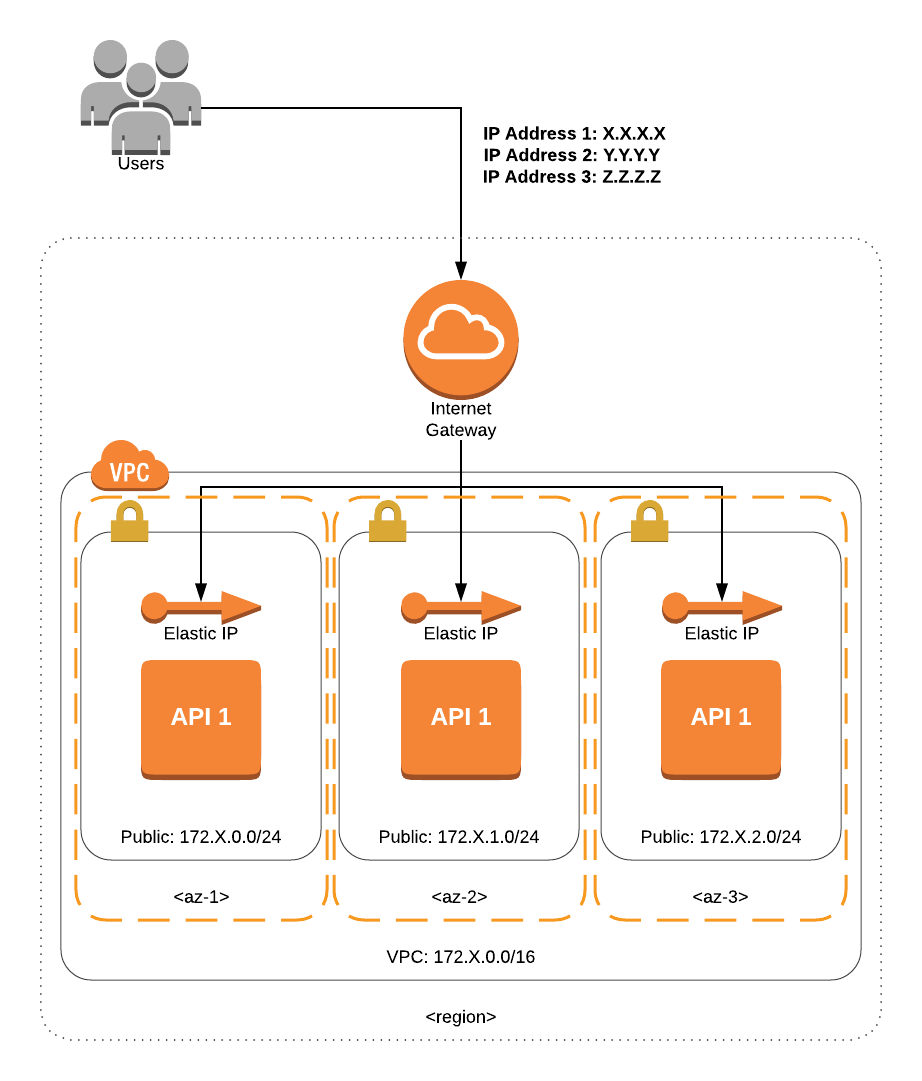 IP Address 1: X.X.X.X
IP Address 2: Y.Y.Y.Y
IP Address 3: Z.Z.Z.Z
Users
Internet
Gateway
VPC
Elastic IP
Elastic IP
Elastic IP
API 1
API 1
API 1
Public: 172.X.0.0/24
Public: 172.X.1.0/24
Public: 172.X.2.0/24
<az-1>
<az-2>
<az-3>
VPC: 172.X.0.0/16
<region>